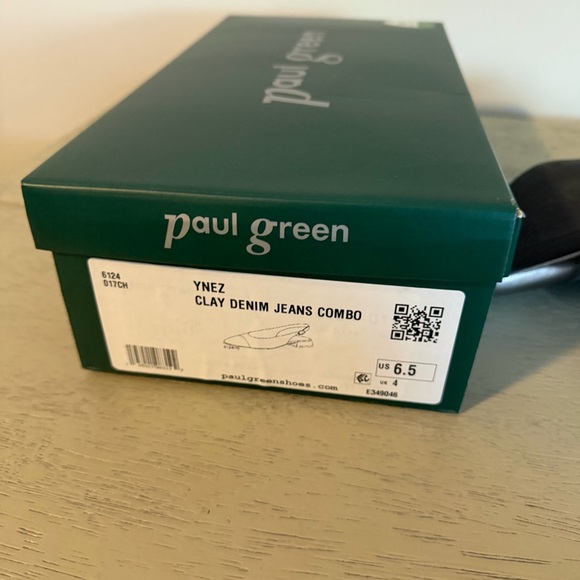 paul green
paul green
6124
017CH
YNEZ
CLAY DENIM JEANS COMBO
US 6.5
UK 4
paulgreenshoes.com
E349046